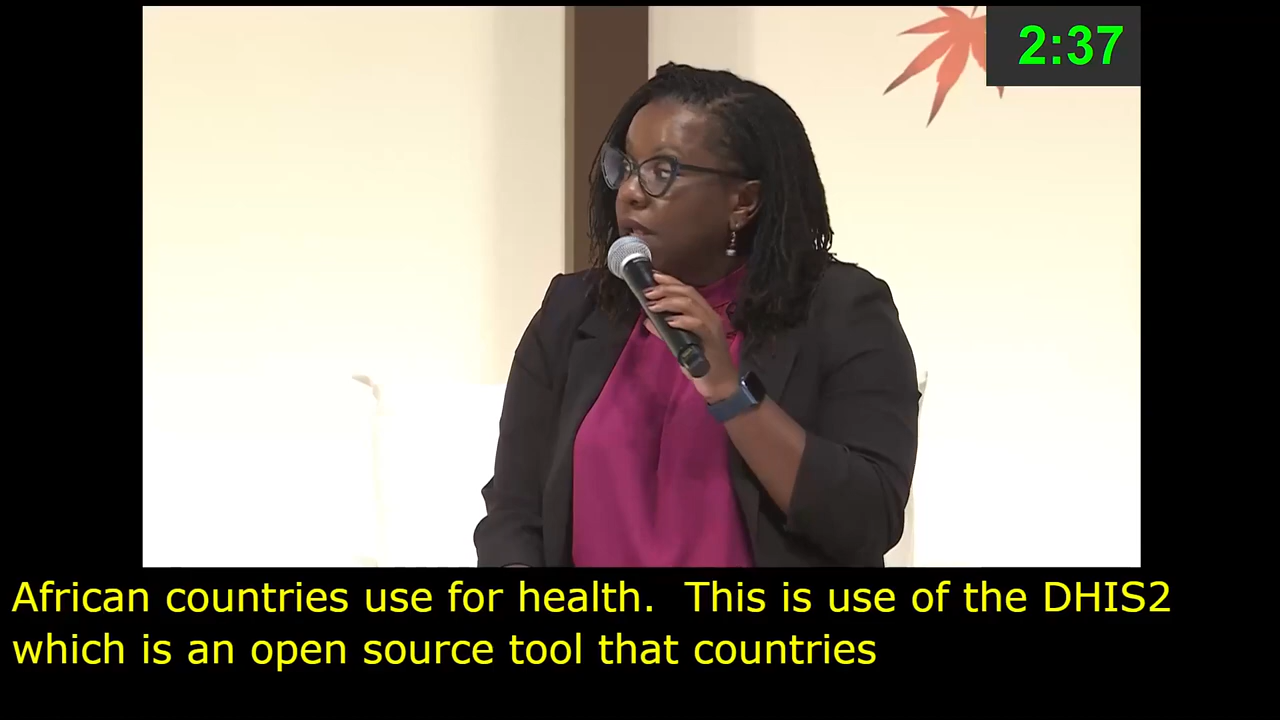 2:37
African countries use for health.  This is use of the DHIS2
which is an open source tool that countries